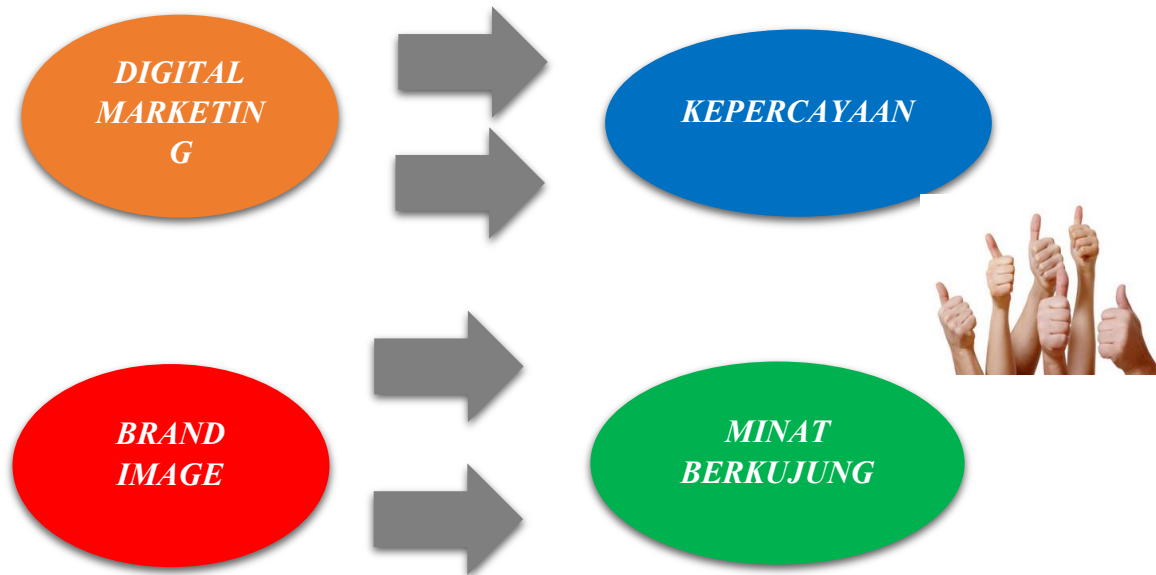 DIGITAL
MARKETIN
G
KEPERCAYAAN
BRAND
IMAGE
MINAT
BERKUJUNG